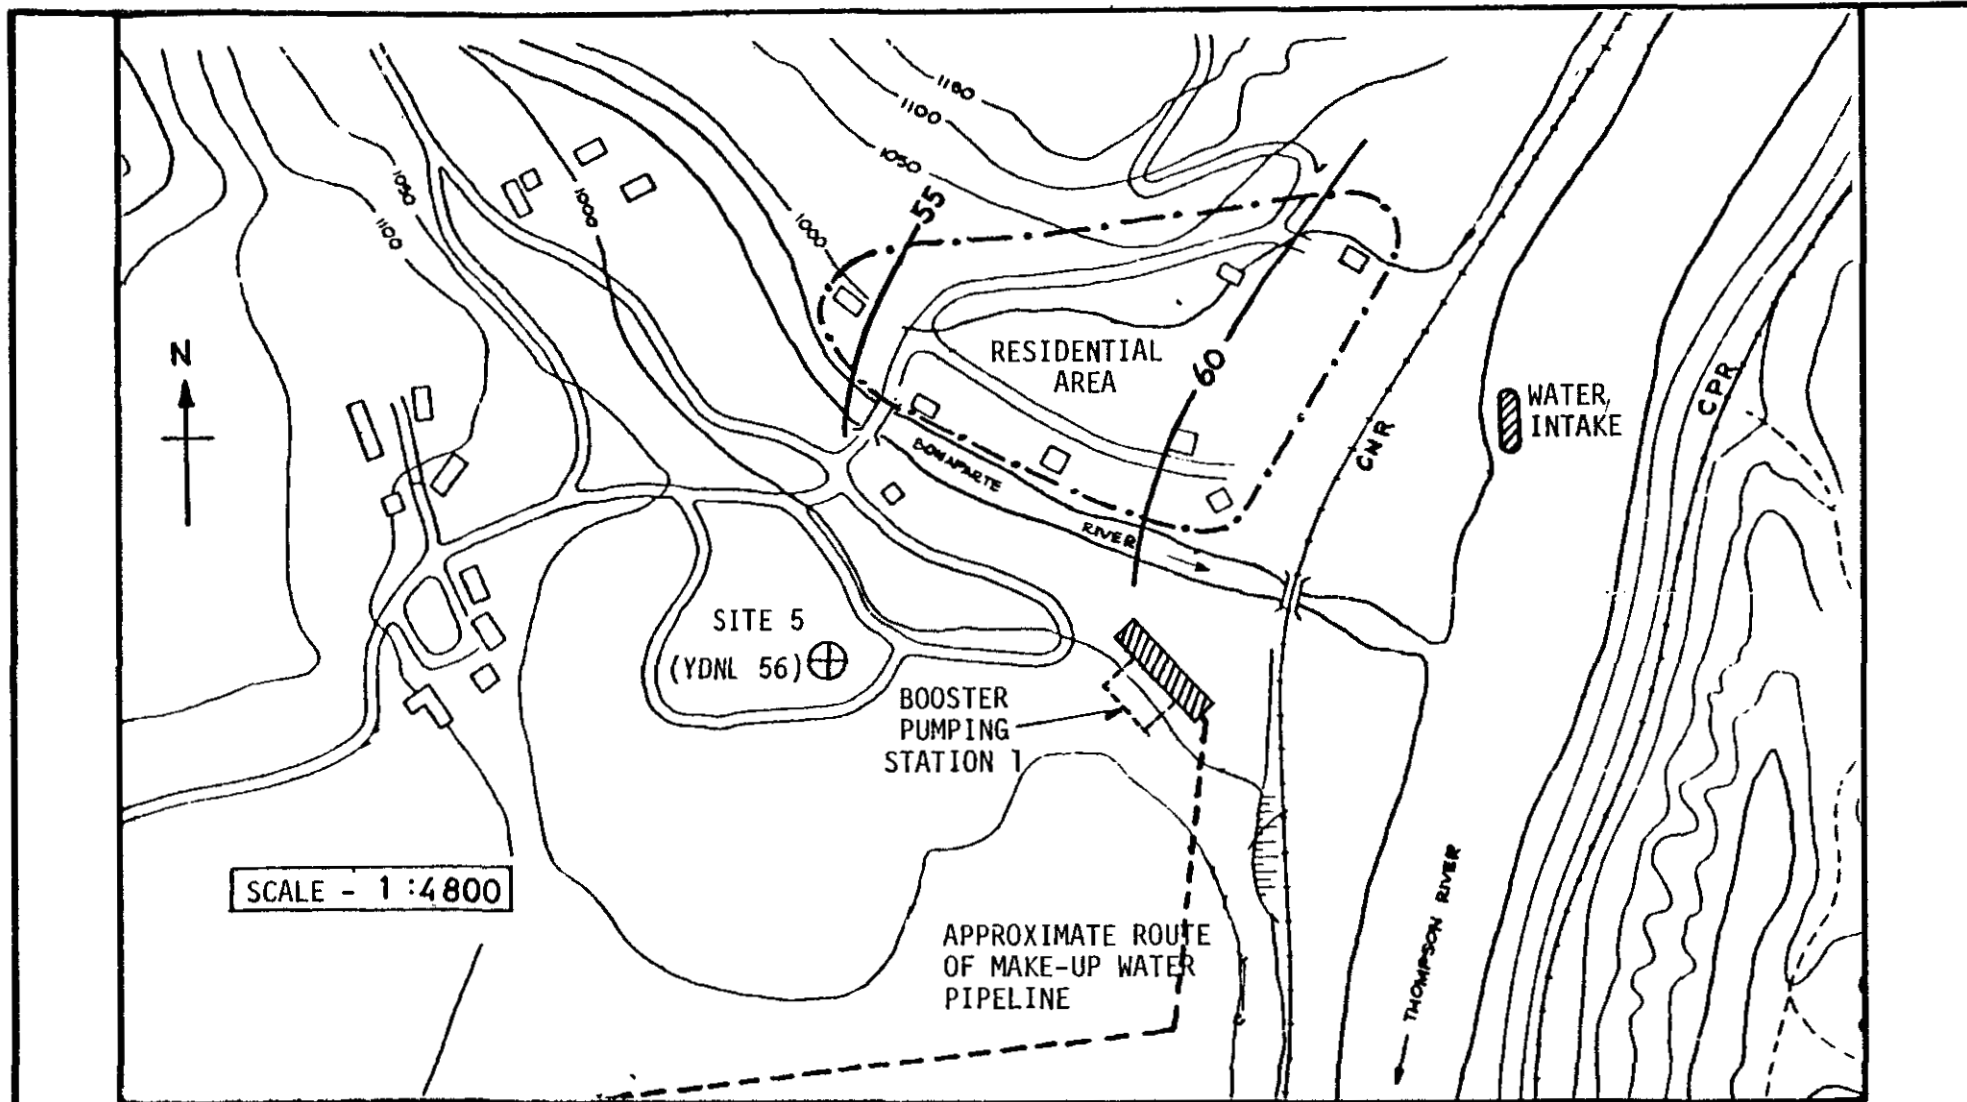 1150
1100
1050
1050
1100
1000
1000
55
N
RESIDENTIAL
AREA
60
CNR
WATER
INTAKE
CPR
BONAPARTE
RIVER
SITE 5
(YDNL 56)
BOOSTER
PUMPING
STATION 1
SCALE - 1:4800
APPROXIMATE ROUTE
OF MAKE-UP WATER
PIPELINE
THOMPSON RIVER